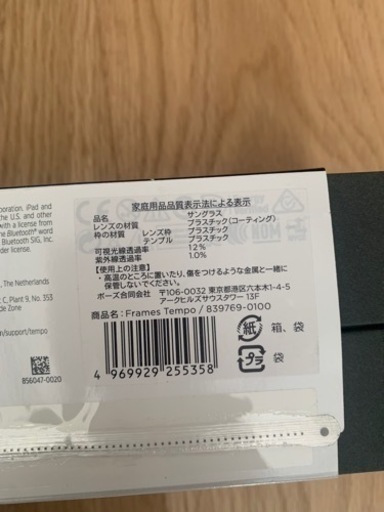 poration. iPad and
the U.S. and other
with a license from
the Bluetooth® word
Bluetooth SIG, Inc.
der license.
, The Netherlands
C, Plant 9, No. 353
de Zone
/support/tempo
856047-0020
家庭用品品質表示法による表示
品名 サングラス
レンズの材質 プラスチック(コーティング)
枠の材質 レンズ枠 プラスチック
テンプル プラスチック
可視光線透過率 12%
紫外線透過率 1.0%
【使用上の注意】
・高温のところに置いたり、傷をつけるような金属と一緒に
保管しないでください。
ボーズ合同会社 〒106-0032 東京都港区六本木1-4-5
アークヒルズサウスタワー 13F
商品名:Frames Tempo / 839769-0100
4 969929 255358
紙 箱、袋
プラ 袋